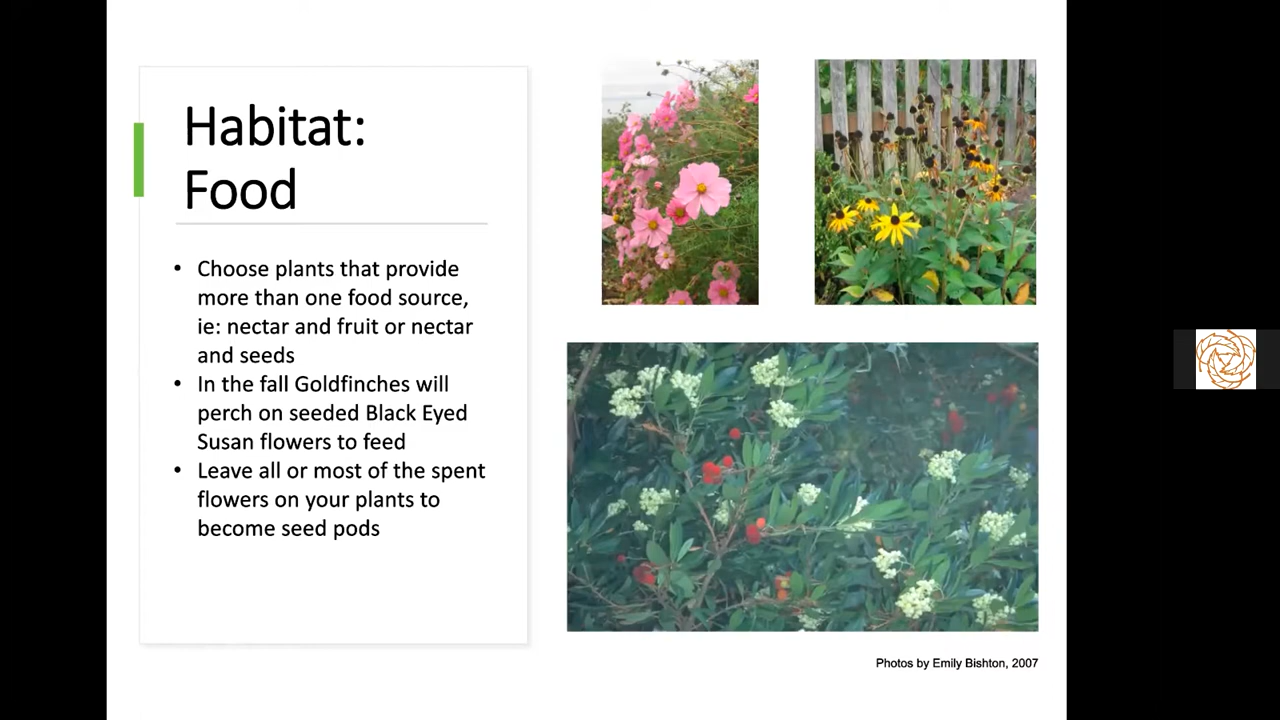 Habitat:
Food
• Choose plants that provide
more than one food source,
ie: nectar and fruit or nectar
and seeds
• In the fall Goldfinches will
perch on seeded Black Eyed
Susan flowers to feed
• Leave all or most of the spent
flowers on your plants to
become seed pods
Photos by Emily Bishton, 2007